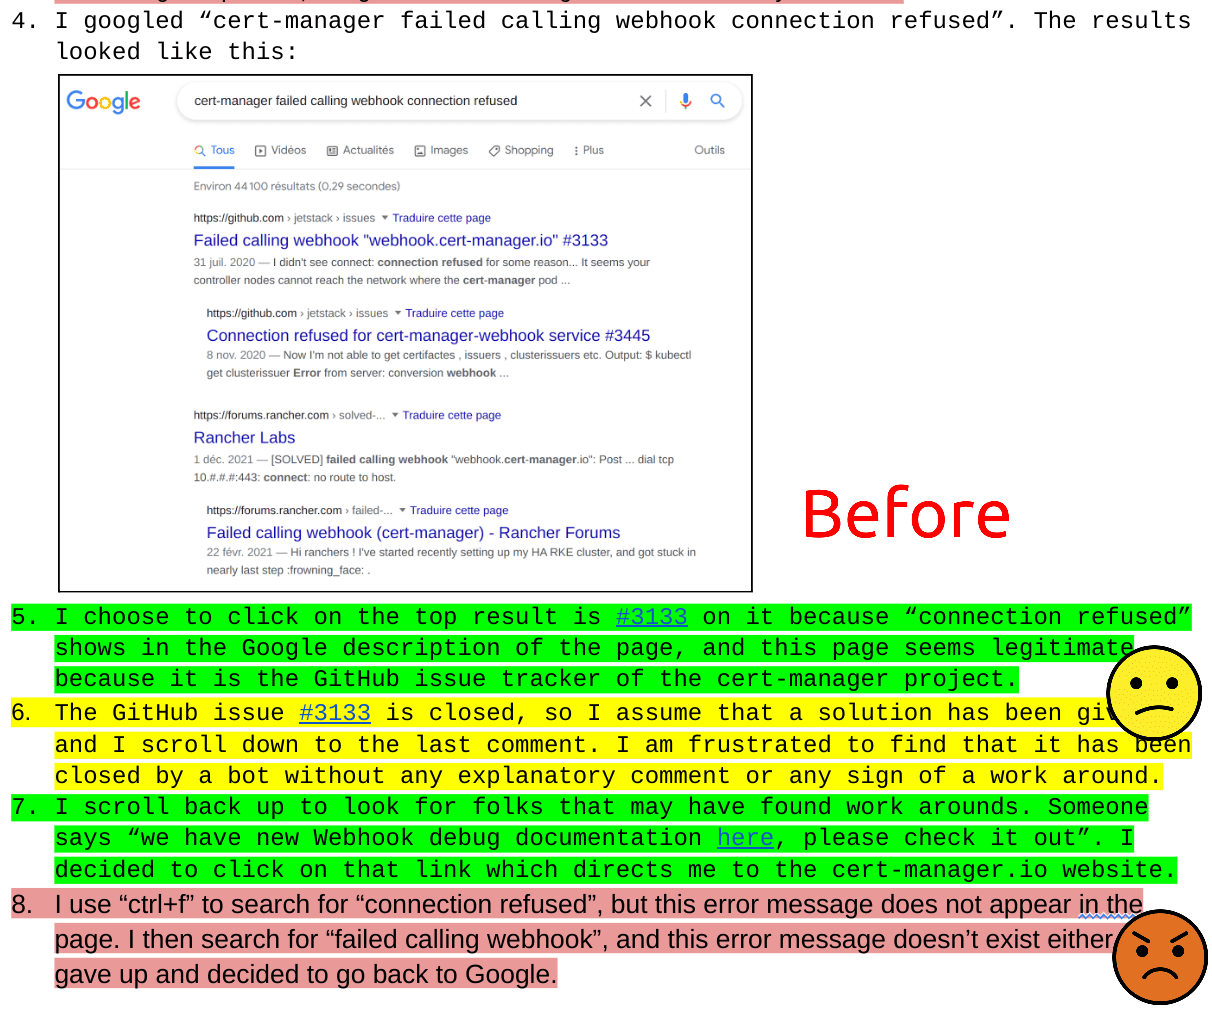 4. I googled “cert-manager failed calling webhook connection refused”. The results
looked like this:
Google
cert-manager failed calling webhook connection refused
Tous Vidéos Actualités Images Shopping Plus Outils
Environ 44 100 résultats (0,29 secondes)
https://github.com › jetstack › issues Traduire cette page
Failed calling webhook "webhook.cert-manager.io" #3133
31 juil. 2020 — I didn't see connect: connection refused for some reason... It seems your
controller nodes cannot reach the network where the cert-manager pod ...
https://github.com › jetstack › issues Traduire cette page
Connection refused for cert-manager-webhook service #3445
8 nov. 2020 — Now I'm not able to get certifactes , issuers , clusterissuers etc. Output: $ kubectl
get clusterissuer Error from server: conversion webhook ...
https://forums.rancher.com › solved-... Traduire cette page
Rancher Labs
1 déc. 2021 — [SOLVED] failed calling webhook "webhook.cert-manager.io": Post ... dial tcp
10.#.#.#:443: connect: no route to host.
https://forums.rancher.com › failed-... Traduire cette page
Failed calling webhook (cert-manager) - Rancher Forums
22 févr. 2021 — Hi ranchers ! I've started recently setting up my HA RKE cluster, and got stuck in
nearly last step :frowning_face: .
Before
5. I choose to click on the top result is #3133 on it because “connection refused”
shows in the Google description of the page, and this page seems legitimate
because it is the GitHub issue tracker of the cert-manager project.
6. The GitHub issue #3133 is closed, so I assume that a solution has been
and I scroll down to the last comment. I am frustrated to find that it has been
closed by a bot without any explanatory comment or any sign of a work around.
7. I scroll back up to look for folks that may have found work arounds. Someone
says “we have new Webhook debug documentation here, please check it out”. I
decided to click on that link which directs me to the cert-manager.io website.
8. I use “ctrl+f” to search for “connection refused”, but this error message does not appear in the
page. I then search for “failed calling webhook”, and this error message doesn’t exist either
gave up and decided to go back to Google.